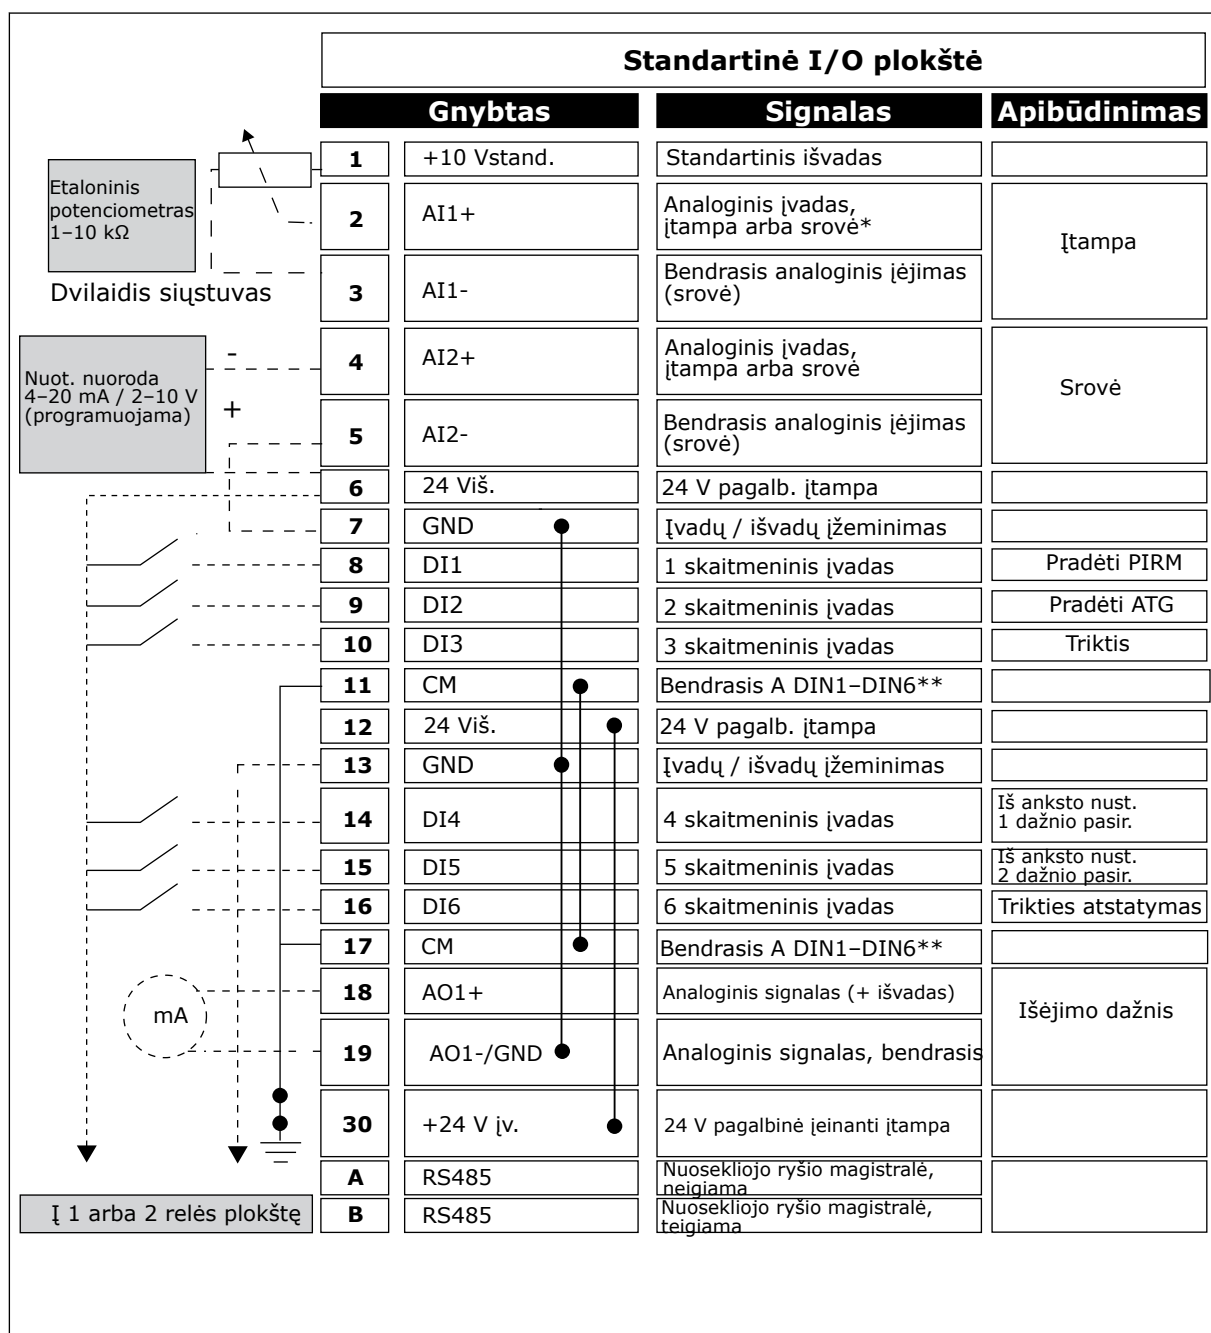 Standartinė I/O plokštė
Gnybtas Signalas Apibūdinimas
1 +10 Vstand. Standartinis išvadas
Etaloninis
potenciometras
1–10 kΩ
2 AI1+ Analoginis įvadas,
įtampa arba srovė*
Įtampa
3 AI1- Bendrasis analoginis įėjimas
(srovė)
Dvilaidis siųstuvas
Nuot. nuoroda
4–20 mA / 2–10 V
(programuojama)
-
+
4 AI2+ Analoginis įvadas,
įtampa arba srovė
Srovė
5 AI2- Bendrasis analoginis įėjimas
(srovė)
6 24 Viš. 24 V pagalb. įtampa
7 GND Įvadų / išvadų įžeminimas
8 DI1 1 skaitmeninis įvadas Pradėti PIRM
9 DI2 2 skaitmeninis įvadas Pradėti ATG
10 DI3 3 skaitmeninis įvadas Triktis
11 CM Bendrasis A DIN1–DIN6**
12 24 Viš. 24 V pagalb. įtampa
13 GND Įvadų / išvadų įžeminimas
14 DI4 4 skaitmeninis įvadas Iš anksto nust.
1 dažnio pasir.
15 DI5 5 skaitmeninis įvadas Iš anksto nust.
2 dažnio pasir.
16 DI6 6 skaitmeninis įvadas Trikties atstatymas
17 CM Bendrasis A DIN1–DIN6**
mA
18 AO1+ Analoginis signalas (+ išvadas)
Išėjimo dažnis
19 AO1-/GND Analoginis signalas, bendrasis
30 +24 V įv. 24 V pagalbinė įeinanti įtampa
A RS485 Nuosekliojo ryšio magistralė,
neigiama
Į 1 arba 2 relės plokštę
B RS485 Nuosekliojo ryšio magistralė,
teigiama